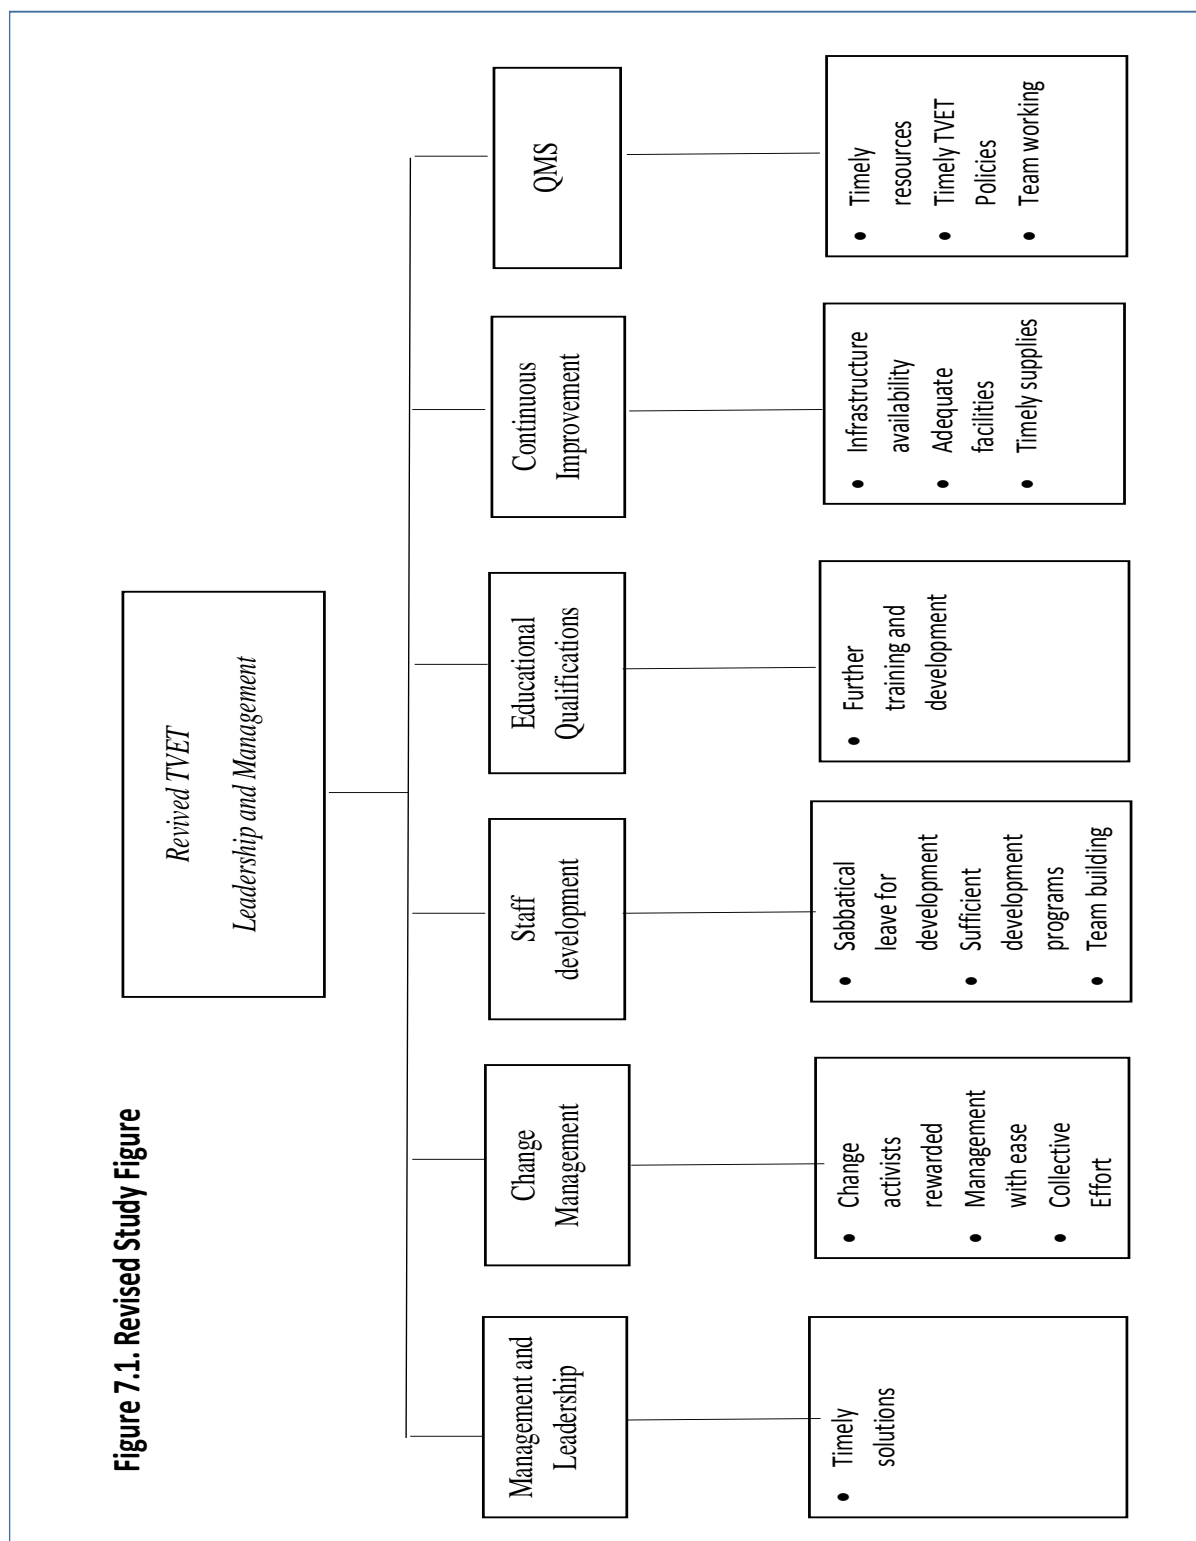 Figure 7.1. Revised Study Figure
Revived TVET
Leadership and Management
Management and
Leadership
Change
Management
Staff
development
Educational
Qualifications
Continuous
Improvement
QMS
• Timely
solutions
• Change
activists
rewarded
• Management
with ease
• Collective
Effort
• Sabbatical
leave for
development
• Sufficient
development
programs
• Team building
• Further
training and
development
• Infrastructure
availability
• Adequate
facilities
• Timely supplies
• Timely
resources
• Timely TVET
Policies
• Team working